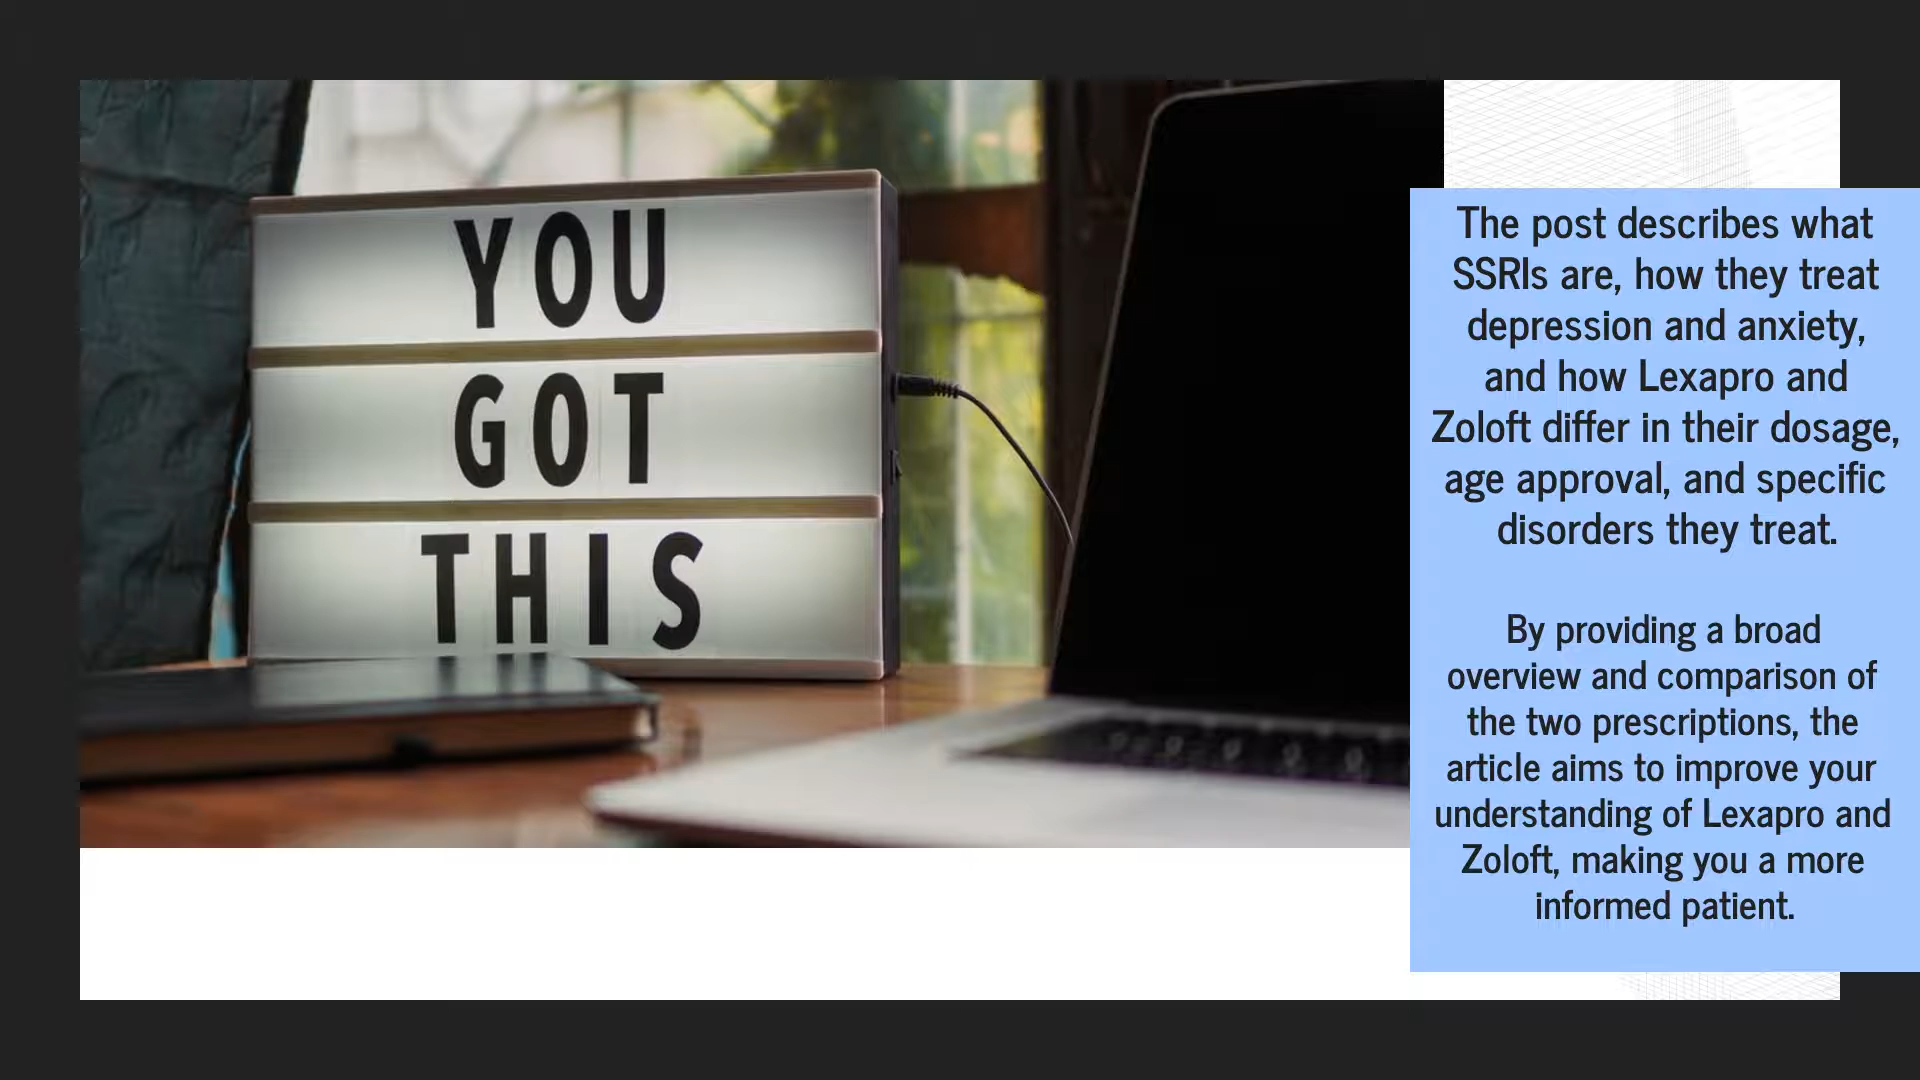 YOU
GOT
THIS
The post describes what
SSRIs are, how they treat
depression and anxiety,
and how Lexapro and
Zoloft differ in their dosage,
age approval, and specific
disorders they treat.
By providing a broad
overview and comparison of
the two prescriptions, the
article aims to improve your
understanding of Lexapro and
Zoloft, making you a more
informed patient.